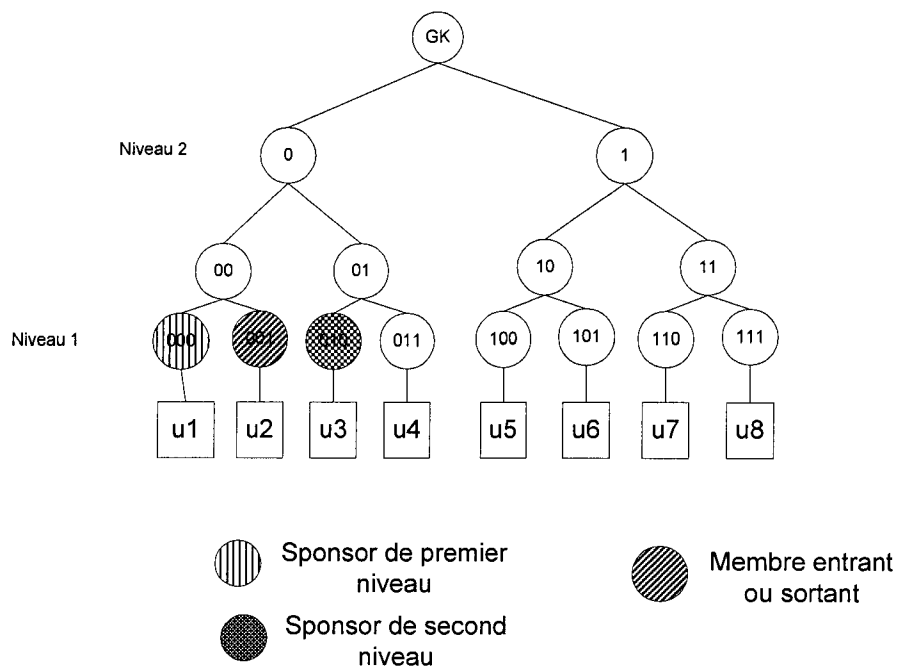 GK
Niveau 2
0
1
00
01
10
11
Niveau 1
000
001
010
011
100
101
110
111
u1
u2
u3
u4
u5
u6
u7
u8
Sponsor de premier
niveau
Membre entrant
ou sortant
Sponsor de second
niveau